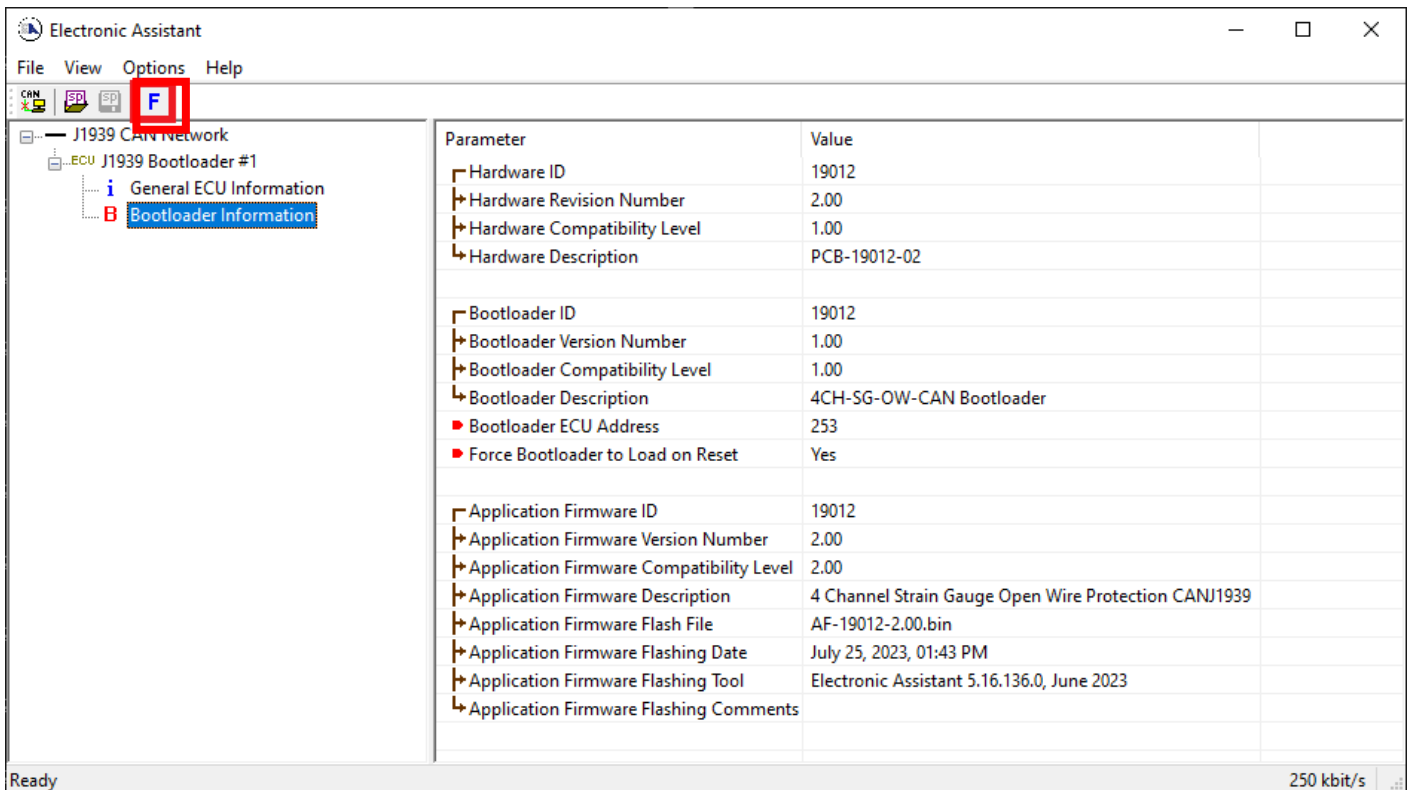 Electronic Assistant
File View Options Help
CAN SP SP F
J1939 CAN Network
ECU J1939 Bootloader #1
i General ECU Information
B Bootloader Information
Parameter Value
Hardware ID 19012
Hardware Revision Number 2.00
Hardware Compatibility Level 1.00
Hardware Description PCB-19012-02
Bootloader ID 19012
Bootloader Version Number 1.00
Bootloader Compatibility Level 1.00
Bootloader Description 4CH-SG-OW-CAN Bootloader
Bootloader ECU Address 253
Force Bootloader to Load on Reset Yes
Application Firmware ID 19012
Application Firmware Version Number 2.00
Application Firmware Compatibility Level 2.00
Application Firmware Description 4 Channel Strain Gauge Open Wire Protection CANJ1939
Application Firmware Flash File AF-19012-2.00.bin
Application Firmware Flashing Date July 25, 2023, 01:43 PM
Application Firmware Flashing Tool Electronic Assistant 5.16.136.0, June 2023
Application Firmware Flashing Comments
Ready 250 kbit/s